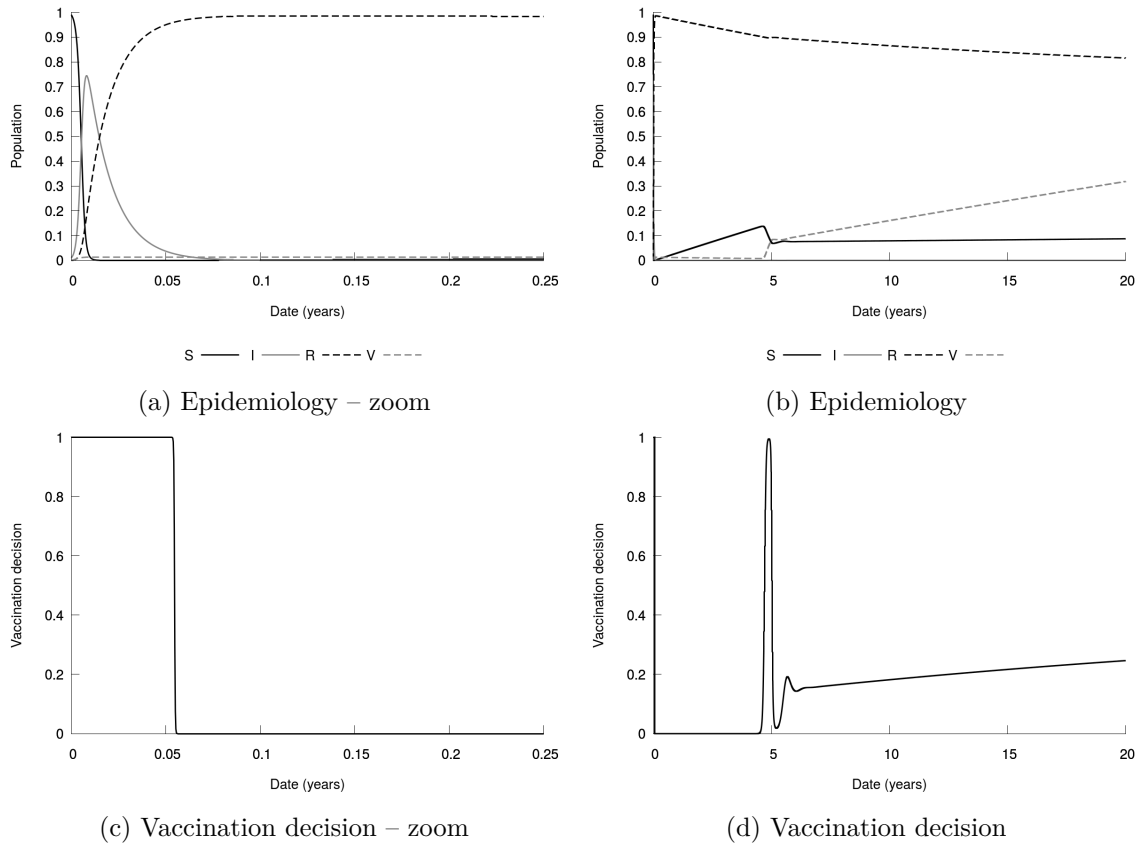 1
0.9
0.8
0.7
0.6
0.5
0.4
0.3
0.2
0.1
0
Population
0 0.05 0.1 0.15 0.2 0.25
Date (years)
S I R V
(a) Epidemiology – zoom
1
0.9
0.8
0.7
0.6
0.5
0.4
0.3
0.2
0.1
0
Population
0 5 10 15 20
Date (years)
S I R V
(b) Epidemiology
1
0.8
0.6
0.4
0.2
0
Vaccination decision
0 0.05 0.1 0.15 0.2 0.25
Date (years)
(c) Vaccination decision – zoom
1
0.8
0.6
0.4
0.2
0
Vaccination decision
0 5 10 15 20
Date (years)
(d) Vaccination decision